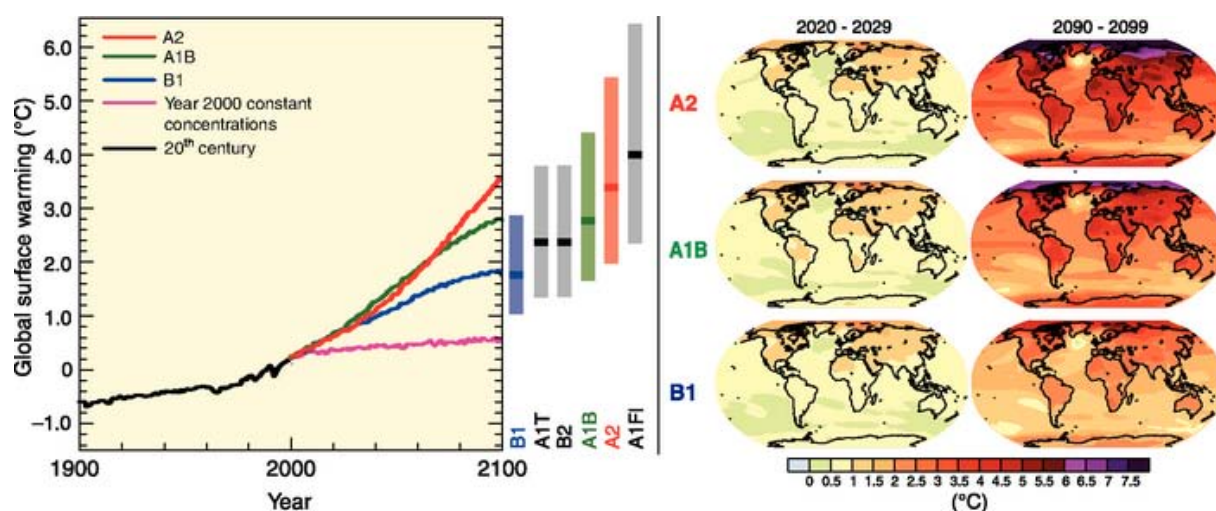 6.0
5.0
4.0
3.0
2.0
1.0
0
–1.0
Global surface warming (°C)
A2
A1B
B1
Year 2000 constant
concentrations
20th century
1900
2000
2100
Year
B1
A1T
B2
A1B
A2
A1FI
2020 - 2029
2090 - 2099
A2
A1B
B1
0 0.5 1 1.5 2 2.5 3 3.5 4 4.5 5 5.5 6 6.5 7 7.5
(°C)